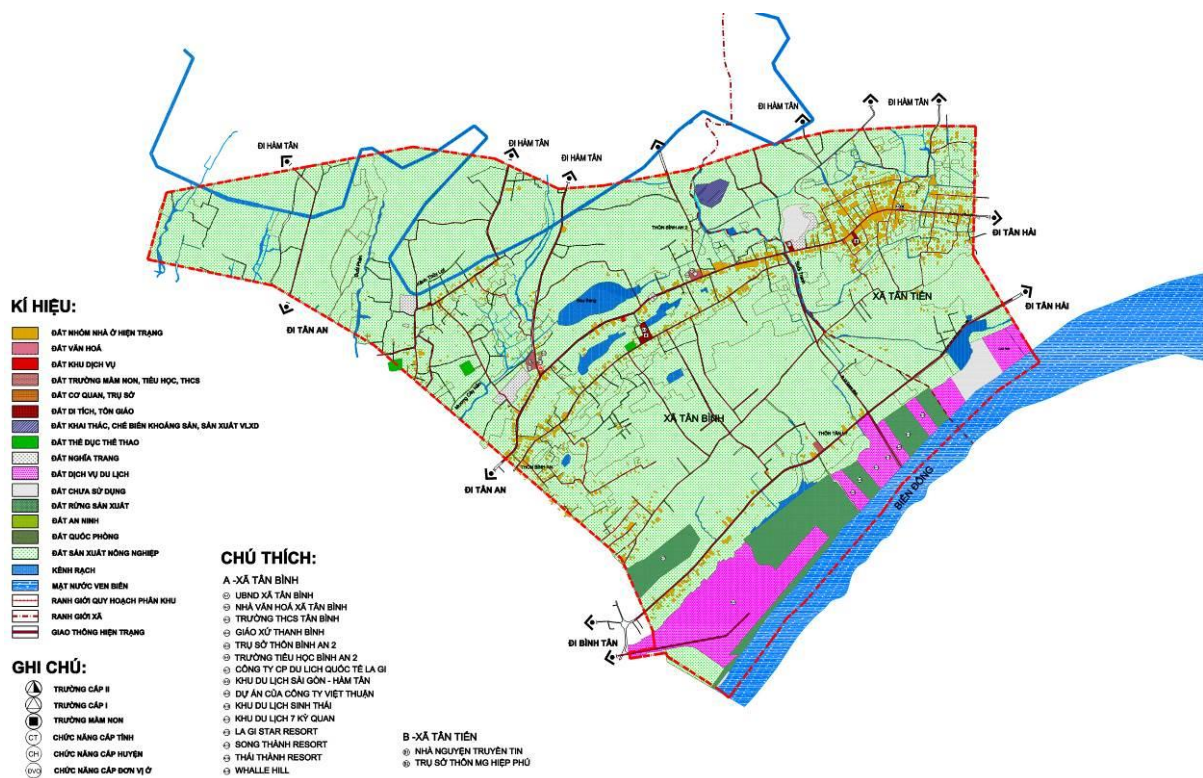 ĐI HÀM TÂN
ĐI HÀM TÂN
ĐI HÀM TÂN
ĐI HÀM TÂN
ĐI HÀM TÂN
ĐI HÀM TÂN
ĐI TÂN HẢI
ĐI TÂN HẢI
ĐI TÂN AN
ĐI TÂN AN
ĐI BÌNH TÂN
THÔN BÌNH AN 2
XÃ TÂN TIẾN
XÃ TÂN BÌNH
BIỂN ĐÔNG
KÍ HIỆU:
ĐẤT NHÓM NHÀ Ở HIỆN TRẠNG
ĐẤT VĂN HOÁ
ĐẤT KHU DỊCH VỤ
ĐẤT TRƯỜNG MẦM NON, TIỂU HỌC, THCS
ĐẤT CƠ QUAN, TRỤ SỞ
ĐẤT DI TÍCH, TÔN GIÁO
ĐẤT KHAI THÁC, CHẾ BIẾN KHOÁNG SẢN, SẢN XUẤT VLXD
ĐẤT THỂ DỤC THỂ THAO
ĐẤT NGHĨA TRANG
ĐẤT DỊCH VỤ DU LỊCH
ĐẤT CHƯA SỬ DỤNG
ĐẤT RỪNG SẢN XUẤT
ĐẤT AN NINH
ĐẤT QUỐC PHÒNG
ĐẤT SẢN XUẤT NÔNG NGHIỆP
KÊNH RẠCH
MẶT NƯỚC VEN BIỂN
RANH GIỚI QUY HOẠCH PHÂN KHU
RANH GIỚI XÃ
GIAO THÔNG HIỆN TRẠNG
GHI CHÚ:
TRƯỜNG CẤP II
TRƯỜNG CẤP I
TRƯỜNG MẦM NON
CT CHỨC NĂNG CẤP TỈNH
CH CHỨC NĂNG CẤP HUYỆN
ĐVO CHỨC NĂNG CẤP ĐƠN VỊ Ở
CHÚ THÍCH:
A -XÃ TÂN BÌNH
UBND XÃ TÂN BÌNH
NHÀ VĂN HOÁ XÃ TÂN BÌNH
TRƯỜNG THCS TÂN BÌNH
GIÁO XỨ THANH BÌNH
TRỤ SỞ THÔN BÌNH AN 2
TRƯỜNG TIỂU HỌC BÌNH AN 2
CÔNG TY CP DU LỊCH QUỐC TẾ LA GI
KHU DU LỊCH SÀI GÒN - HÀM TÂN
DỰ ÁN CỦA CÔNG TY VIỆT THUẬN
KHU DU LỊCH SINH THÁI
KHU DU LỊCH 7 KỲ QUAN
LA GI STAR RESORT
SONG THÀNH RESORT
THÁI THÀNH RESORT
WHALLE HILL
B -XÃ TÂN TIẾN
NHÀ NGUYỆN TRUYỀN TIN
TRỤ SỞ THÔN MG HIỆP PHÚ